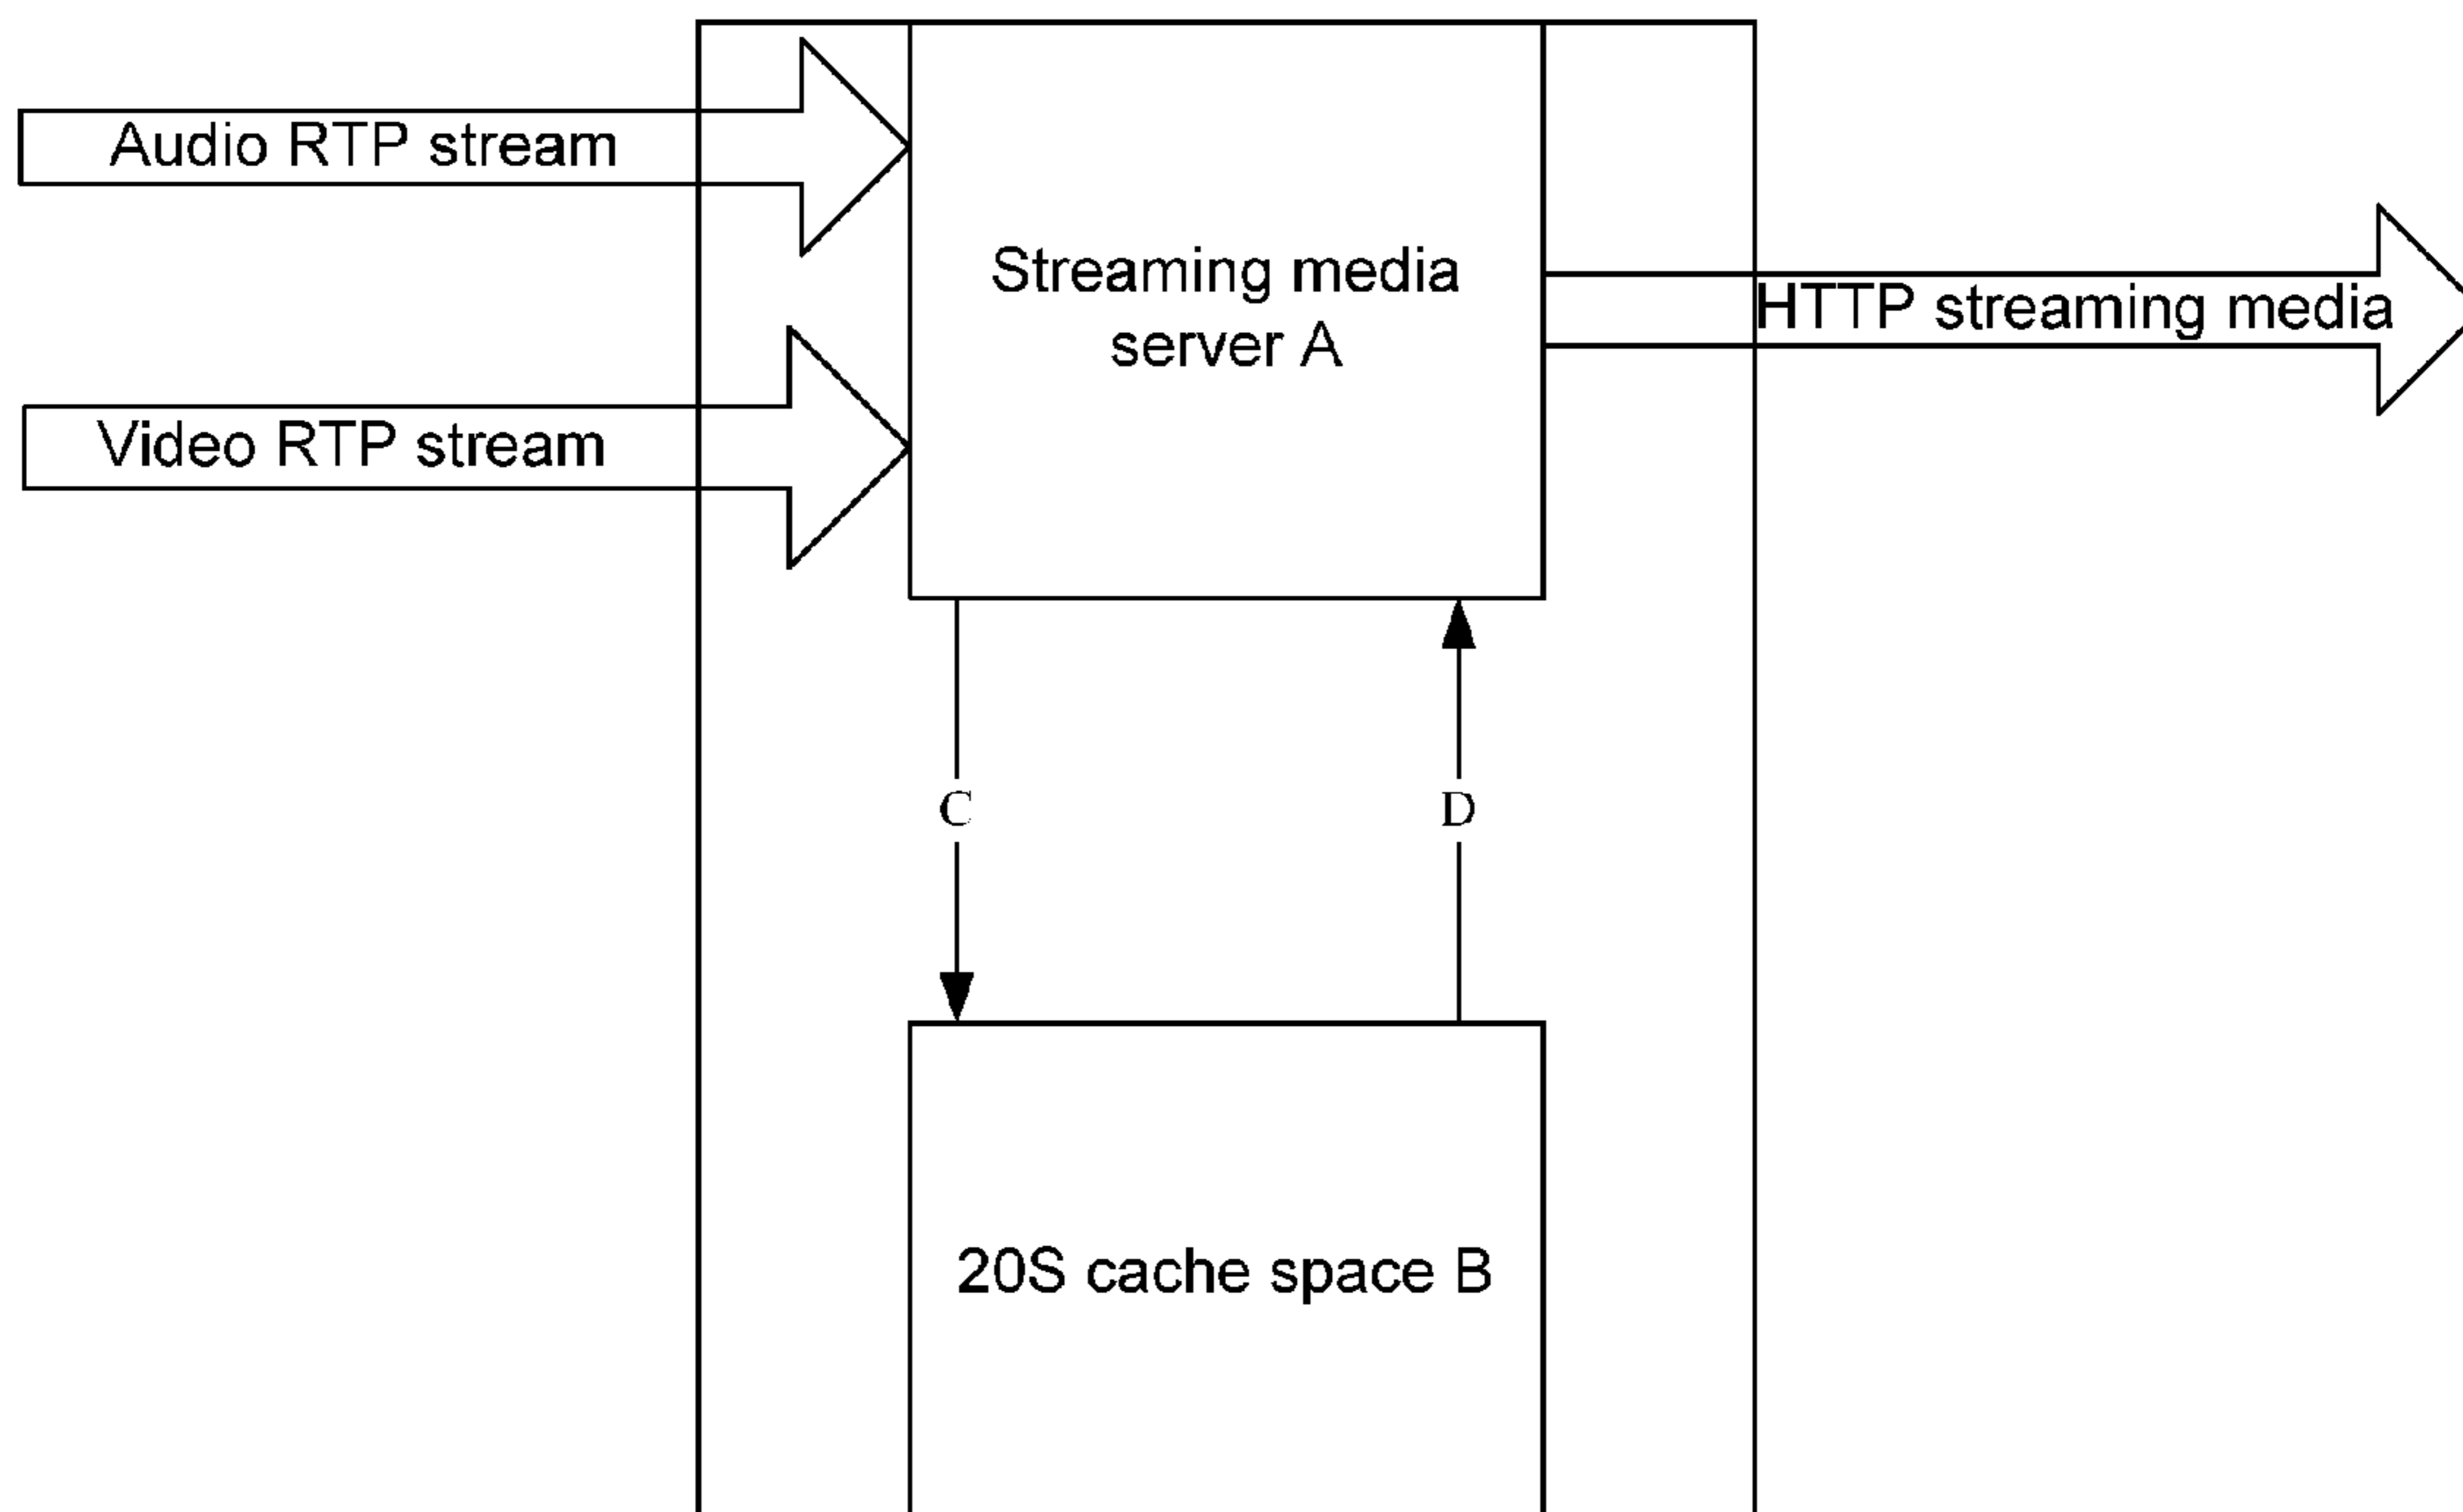 Audio RTP stream
Streaming media
server A
HTTP streaming media
Video RTP stream
C
D
20S cache space B